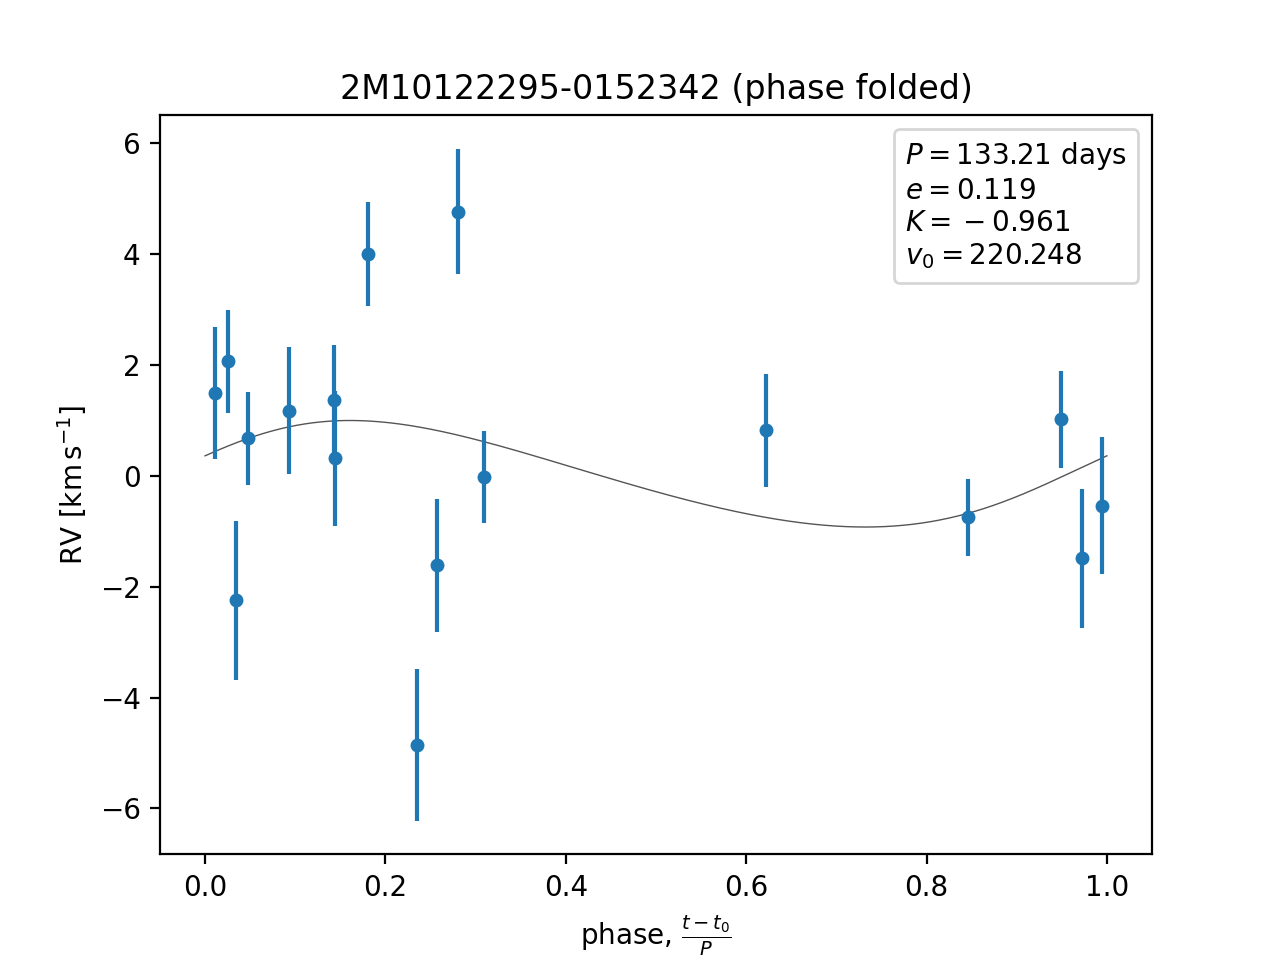 2M10122295-0152342 (phase folded)
P = 133.21 days
e = 0.119
K = −0.961
v₀ = 220.248
6
4
2
0
−2
−4
−6
RV [km s⁻¹]
0.0 0.2 0.4 0.6 0.8 1.0
phase, (t − t₀)/P